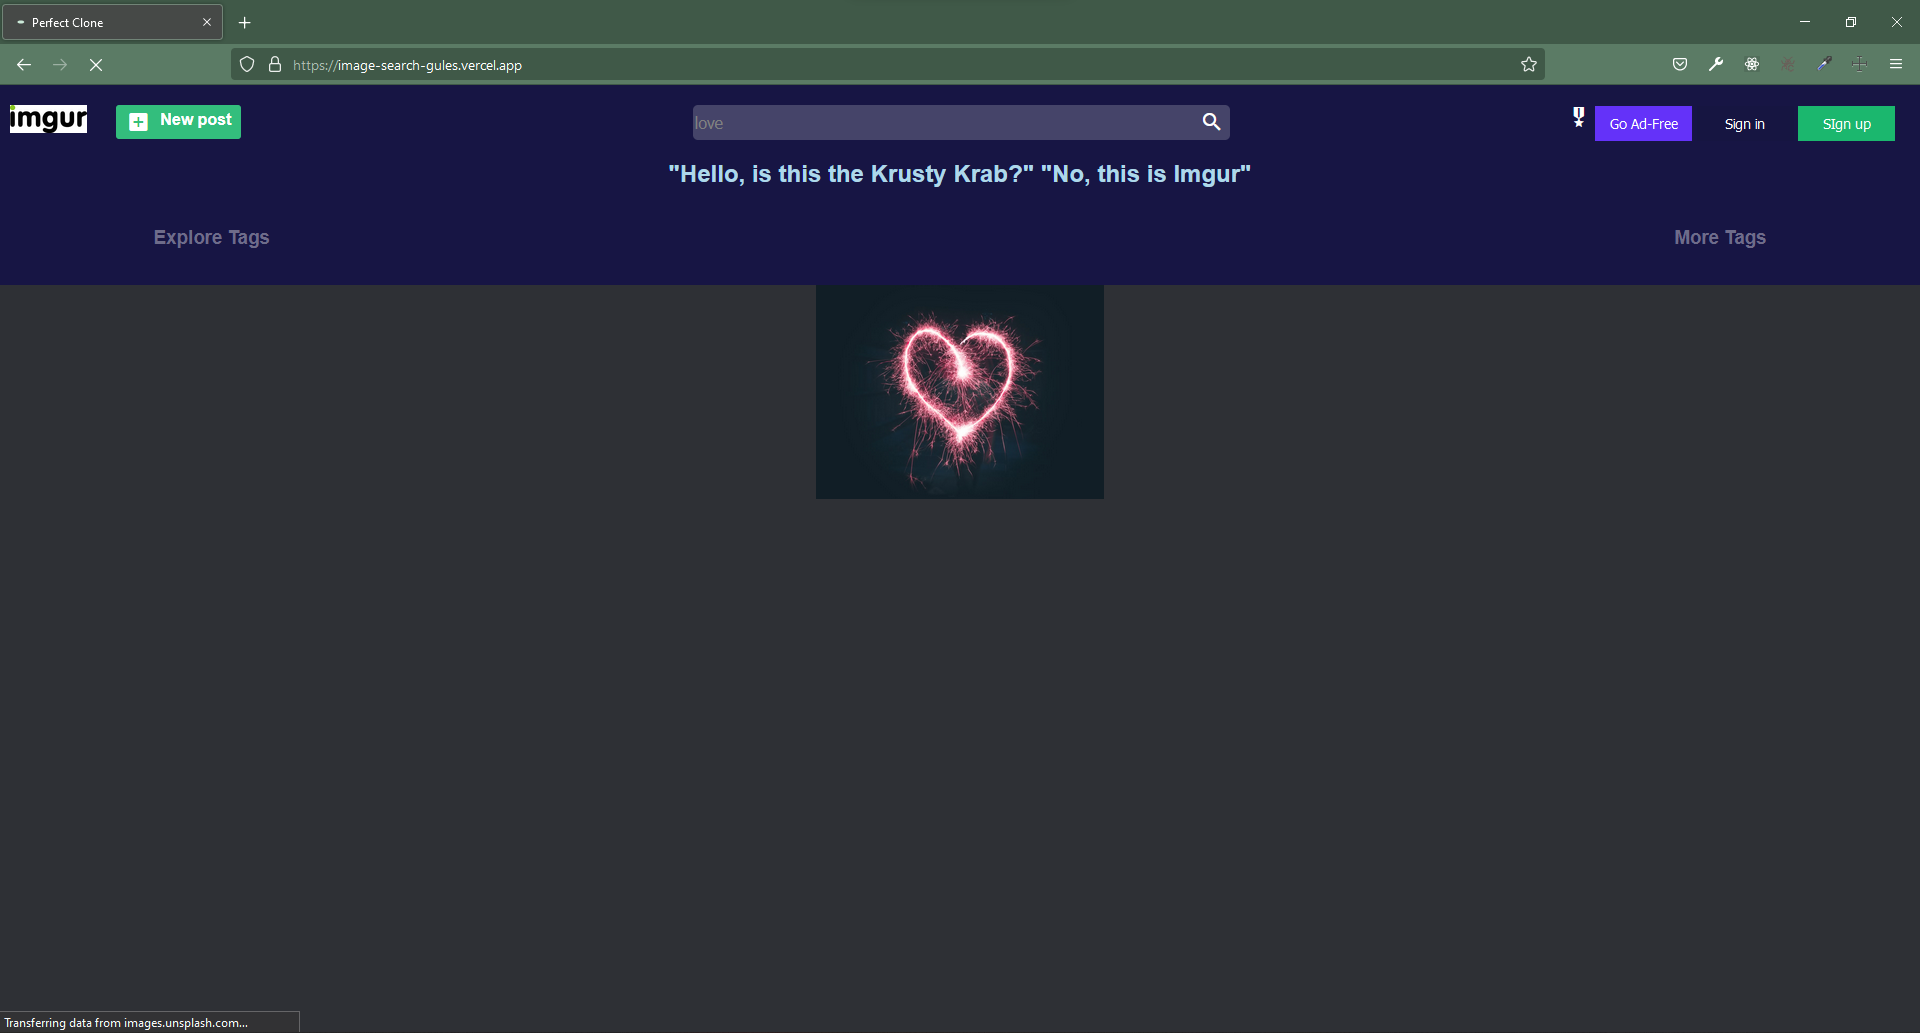 Perfect Clone
https://image-search-gules.vercel.app
imgur
New post
love
Go Ad-Free
Sign in
SIgn up
"Hello, is this the Krusty Krab?" "No, this is Imgur"
Explore Tags
More Tags
Transferring data from images.unsplash.com...